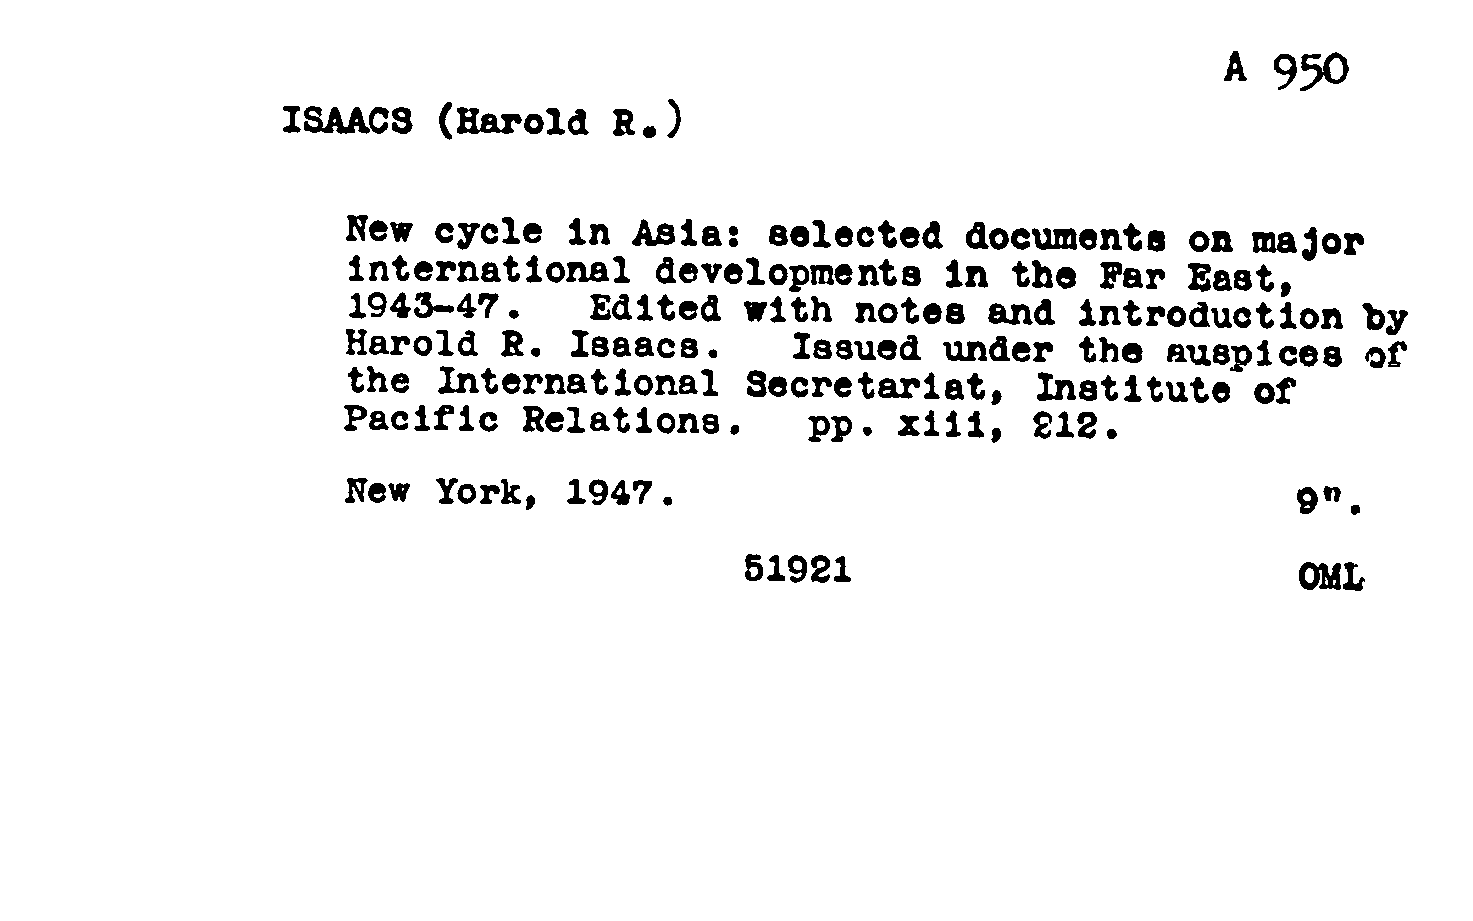 A 950
ISAACS (Harold R.)
New cycle in Asia: selected documents on major
international developments in the Far East,
1943-47. Edited with notes and introduction by
Harold R. Isaacs. Issued under the auspices of
the International Secretariat, Institute of
Pacific Relations. pp. xiii, 212.
New York, 1947.
9".
51921
OML